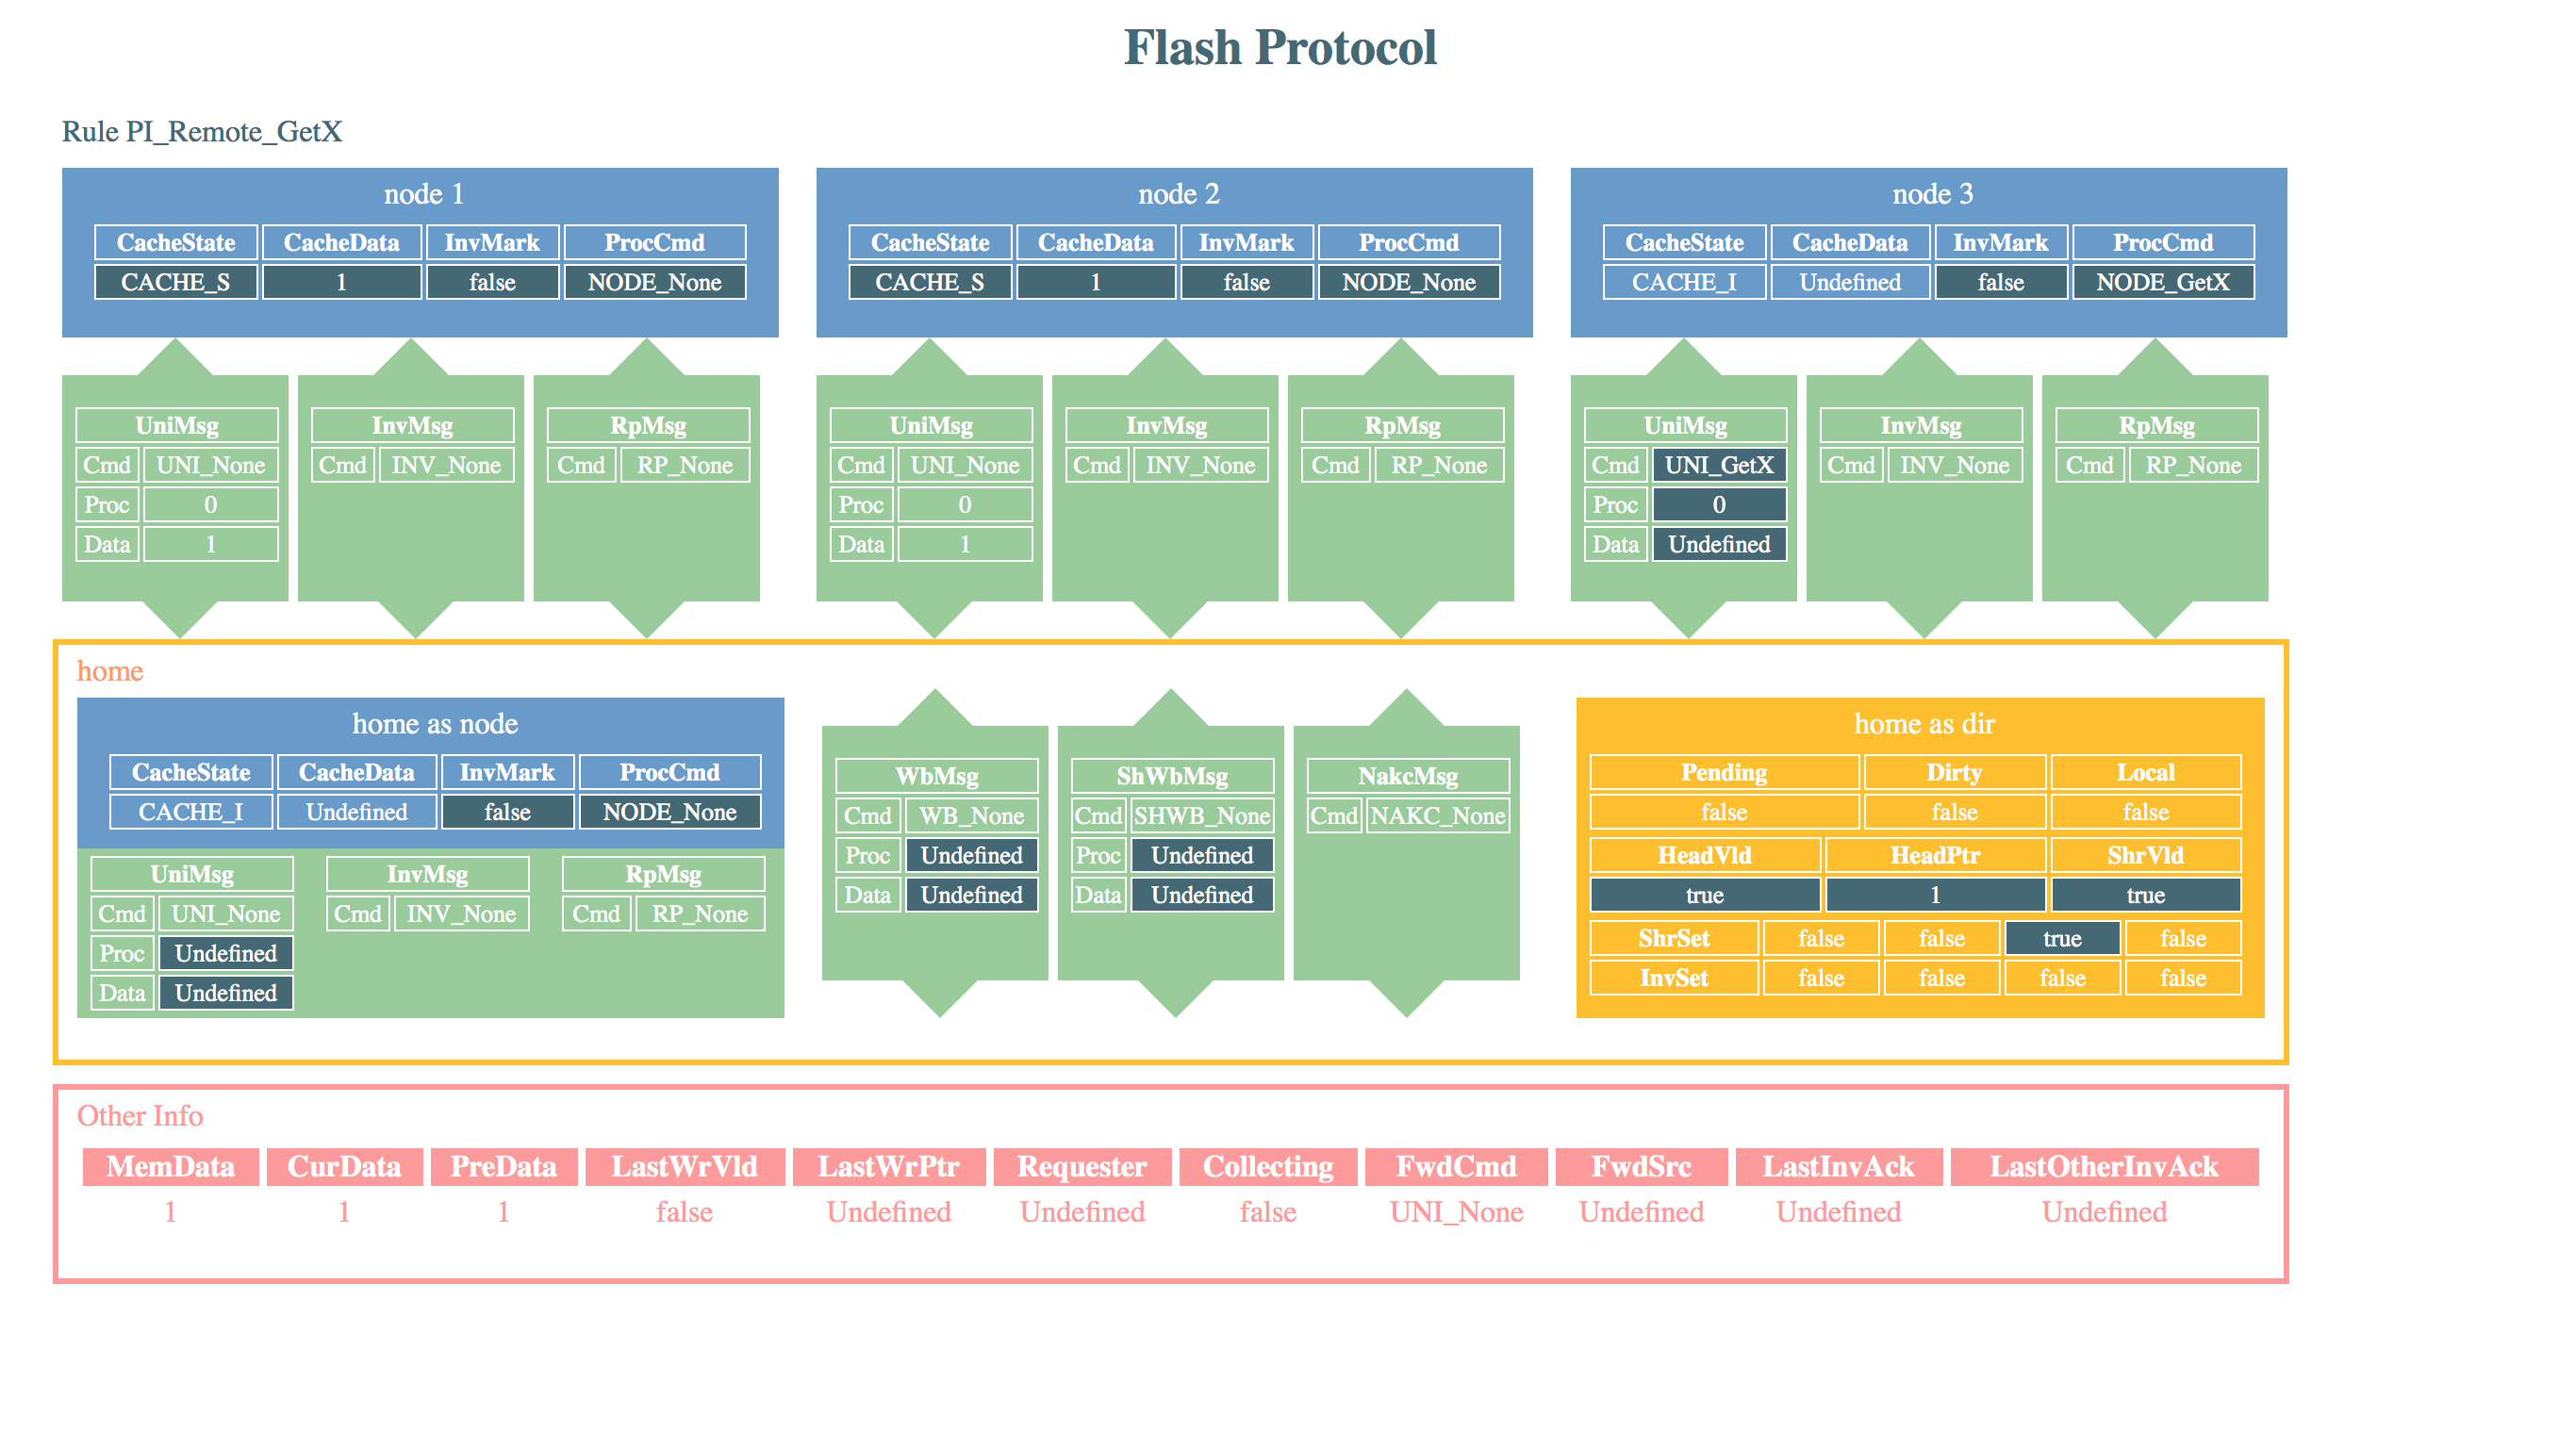 Flash Protocol
Rule PI_Remote_GetX
node 1 node 2 node 3
CacheState CacheData InvMark ProcCmd CacheState CacheData InvMark ProcCmd CacheState CacheData InvMark ProcCmd
CACHE_S 1 false NODE_None CACHE_S 1 false NODE_None CACHE_I Undefined false NODE_GetX
UniMsg InvMsg RpMsg UniMsg InvMsg RpMsg UniMsg InvMsg RpMsg
Cmd UNI_None Cmd INV_None Cmd RP_None Cmd UNI_None Cmd INV_None Cmd RP_None Cmd UNI_GetX Cmd INV_None Cmd RP_None
Proc 0 Proc 0 Proc 0
Data 1 Data 1 Data Undefined
home
home as node home as dir
CacheState CacheData InvMark ProcCmd WbMsg ShWbMsg NakcMsg Pending Dirty Local
CACHE_I Undefined false NODE_None Cmd WB_None Cmd SHWB_None Cmd NAKC_None false false false
Proc Undefined Proc Undefined HeadVld HeadPtr ShrVld
UniMsg InvMsg RpMsg Data Undefined Data Undefined true 1 true
Cmd UNI_None Cmd INV_None Cmd RP_None ShrSet false false true false
Proc Undefined InvSet false false false false
Data Undefined
Other Info
MemData CurData PreData LastWrVld LastWrPtr Requester Collecting FwdCmd FwdSrc LastInvAck LastOtherInvAck
1 1 1 false Undefined Undefined false UNI_None Undefined Undefined Undefined